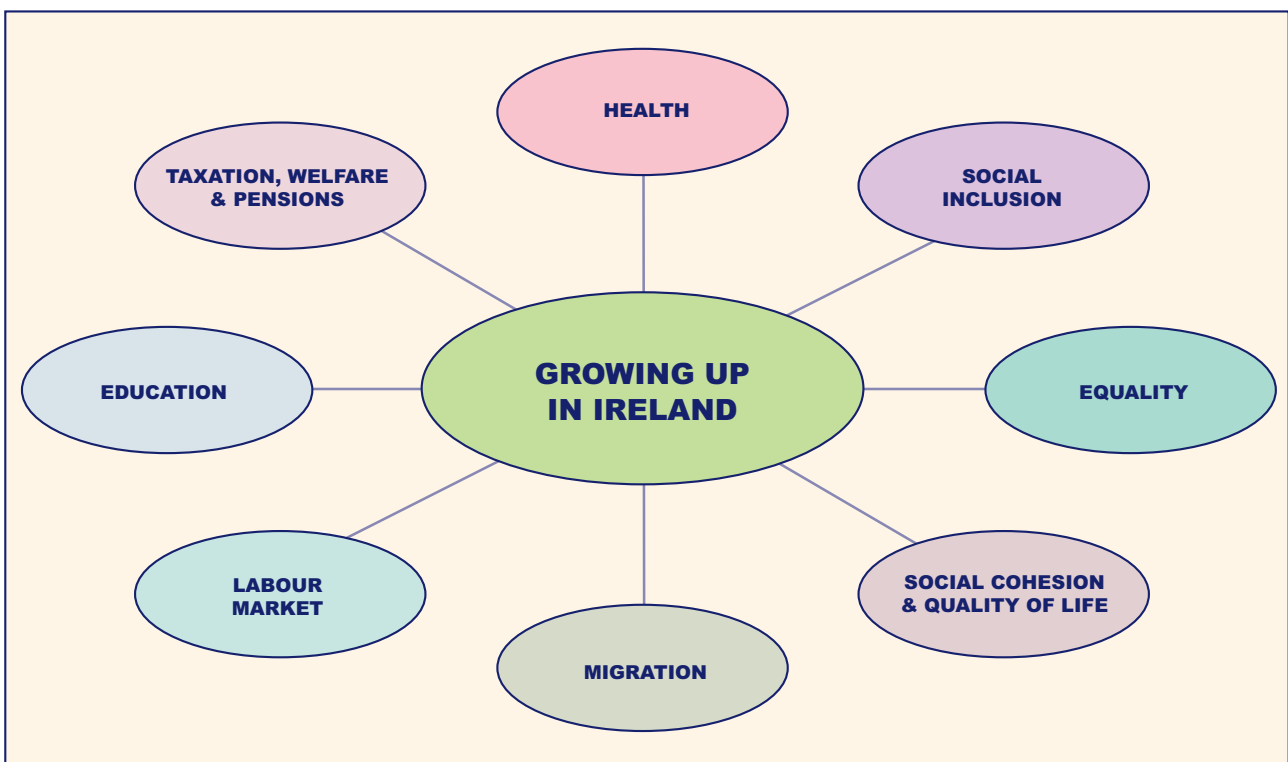 HEALTH
TAXATION, WELFARE
& PENSIONS
SOCIAL
INCLUSION
GROWING UP
IN IRELAND
EDUCATION
EQUALITY
LABOUR
MARKET
SOCIAL COHESION
& QUALITY OF LIFE
MIGRATION